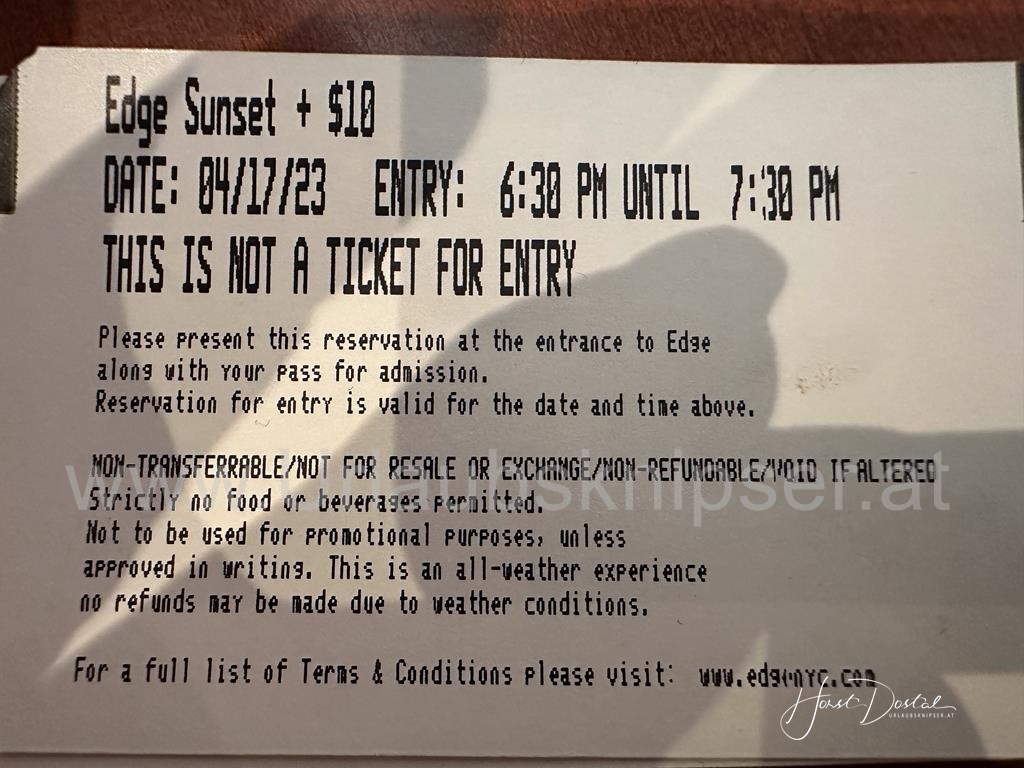 Edge Sunset + $10
DATE: 04/17/23 ENTRY: 6:30 PM UNTIL 7:30 PM
THIS IS NOT A TICKET FOR ENTRY
Please present this reservation at the entrance to Edge
along with your pass for admission.
Reservation for entry is valid for the date and time above.
NON-TRANSFERRABLE/NOT FOR RESALE OR EXCHANGE/NON-REFUNDABLE/VOID IF ALTERED
www.urlaubsknipser.at
Strictly no food or beverages permitted.
Not to be used for promotional purposes, unless
approved in writing. This is an all-weather experience
no refunds may be made due to weather conditions.
For a full list of Terms & Conditions please visit: www.edgenyc.com
Horst Dostal
URLAUBSKNIPSER.AT